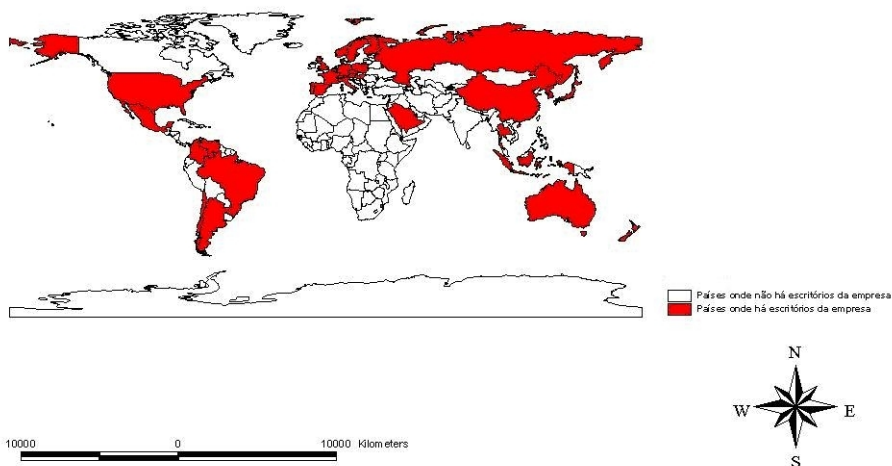 Países onde não há escritórios da empresa
Países onde há escritórios da empresa
N
W E
S
10000 0 10000 Kilometers